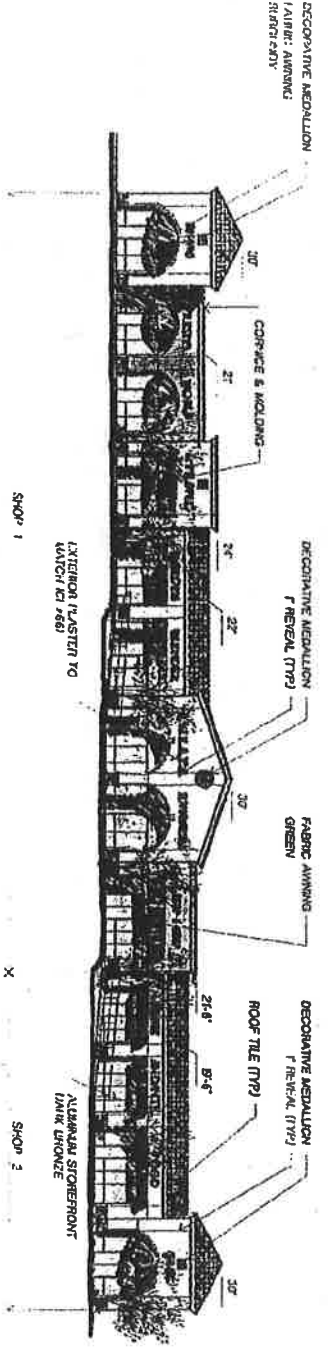 DECORATIVE MEDALLION
FABRIC AWNING
BURGUNDY
30'
CORNICE & MOLDING
21'
24'
22'
DECORATIVE MEDALLION
1" REVEAL (TYP.)
30'
FABRIC AWNING
GREEN
21'-6"
19'-6"
ROOF TILE (TYP.)
DECORATIVE MEDALLION
1" REVEAL (TYP.)
30'
EXTERIOR PLASTER TO
MATCH ICI #661
ALUMINUM STOREFRONT
DARK BRONZE
SHOP 1
X
SHOP 2